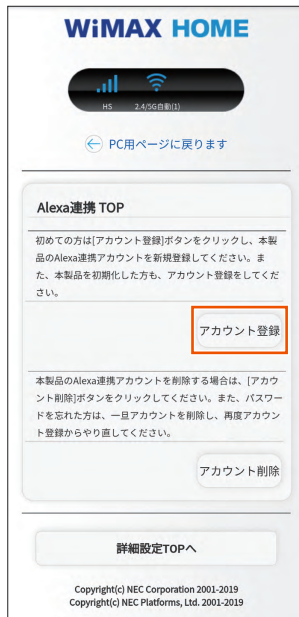 WiMAX HOME
HS 2.4/5G自動(1)
PC用ページに戻ります
Alexa連携 TOP
初めての方は[アカウント登録]ボタンをクリックし、本製
品のAlexa連携アカウントを新規登録してください。ま
た、本製品を初期化した方も、アカウント登録をしてくだ
さい。
アカウント登録
本製品のAlexa連携アカウントを削除する場合は、[アカウ
ント削除]ボタンをクリックしてください。また、パスワー
ドを忘れた方は、一旦アカウントを削除し、再度アカウン
ト登録からやり直してください。
アカウント削除
詳細設定TOPへ
Copyright(c) NEC Corporation 2001-2019
Copyright(c) NEC Platforms, Ltd. 2001-2019